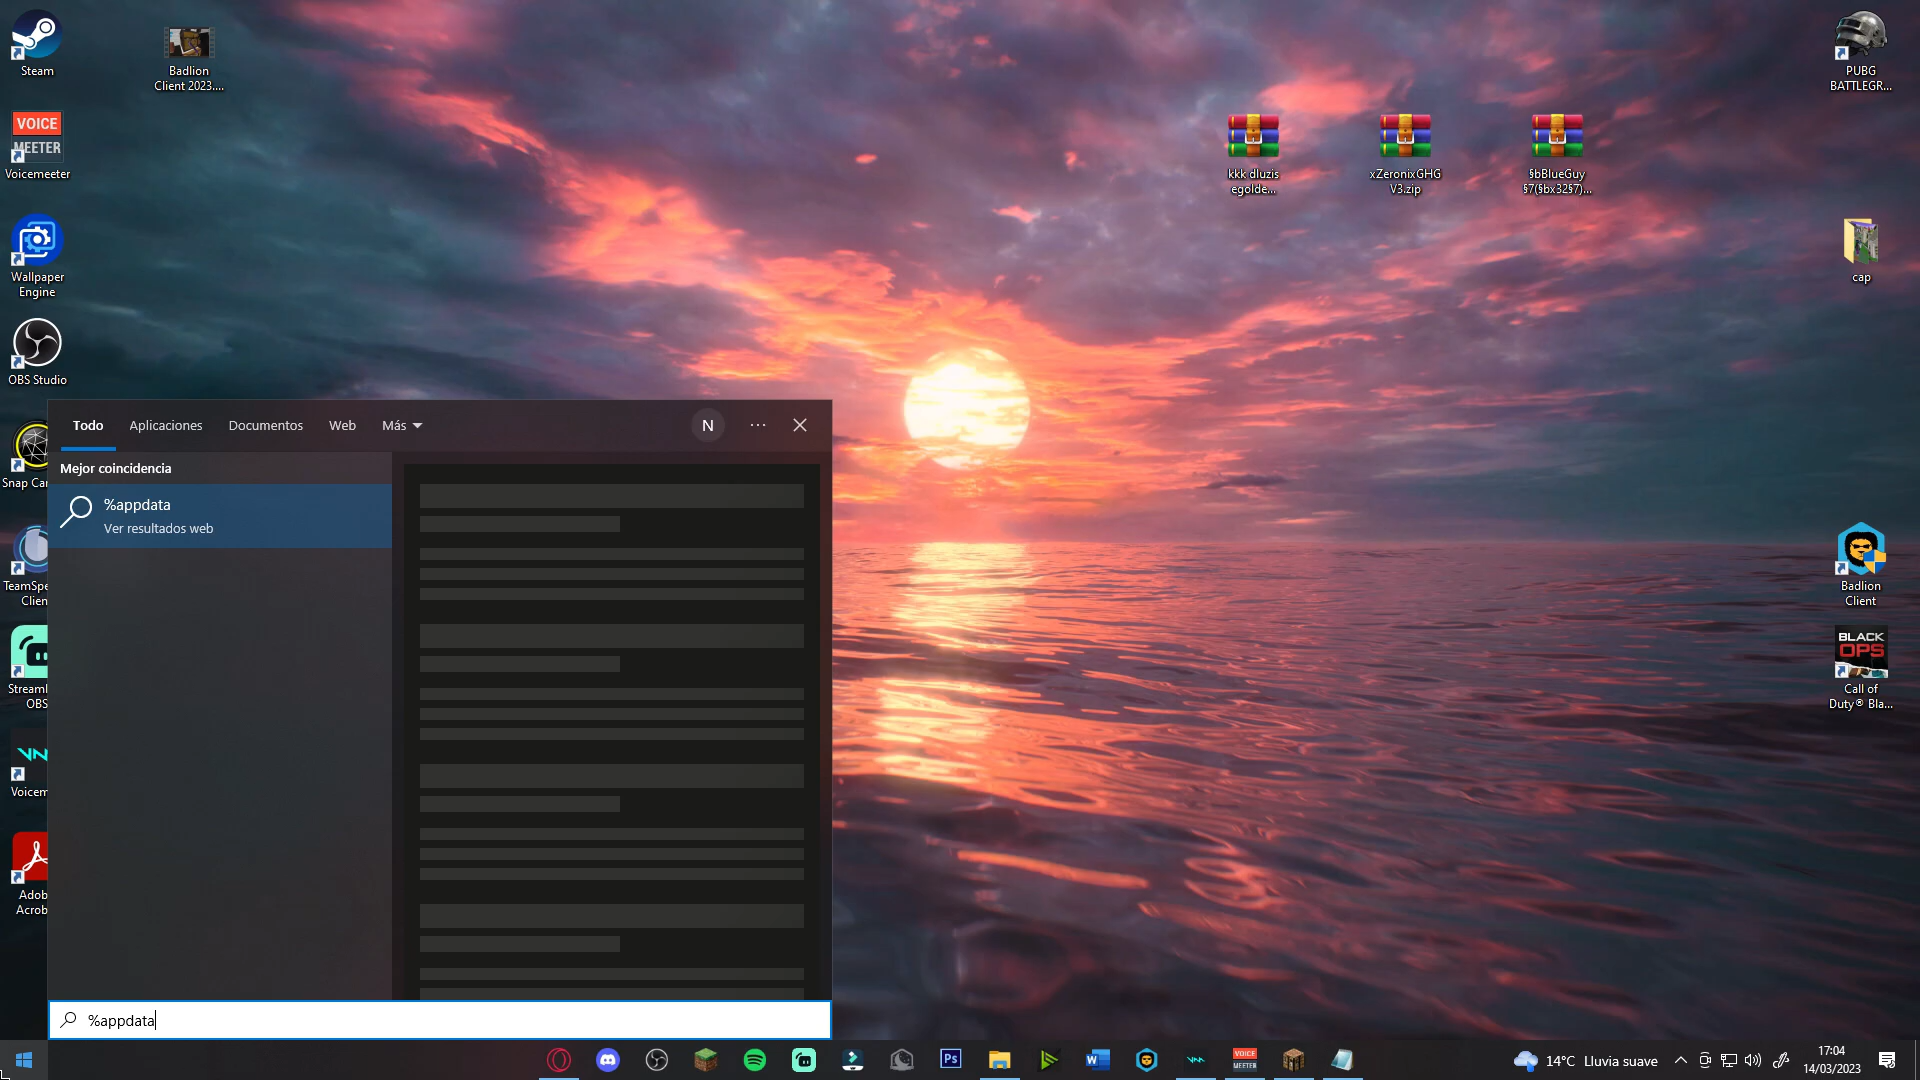 Steam
Badlion
Client 2023....
VOICE
MEETER
Voicemeeter
Wallpaper
Engine
OBS Studio
Snap Ca
TeamSpe
Clien
Streaml
OBS
Voicem
Adob
Acrob
kkk dluzis
egolde...
xZeronixGHG
V3.zip
§bBlueGuy
§7(§bx32§7)...
PUBG
BATTLEGR...
cap
Badlion
Client
BLACK
OPS
Call of
Duty® Bla...
Todo
Aplicaciones
Documentos
Web
Más
N
Mejor coincidencia
%appdata
Ver resultados web
%appdata
Ps
VOICE
MEETER
14°C Lluvia suave
17:04
14/03/2023